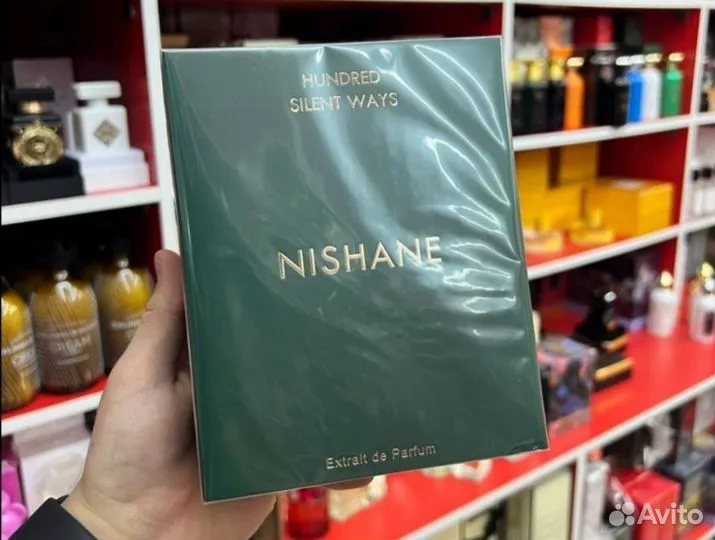 HUNDRED
SILENT WAYS
NISHANE
Extrait de Parfum
Avito